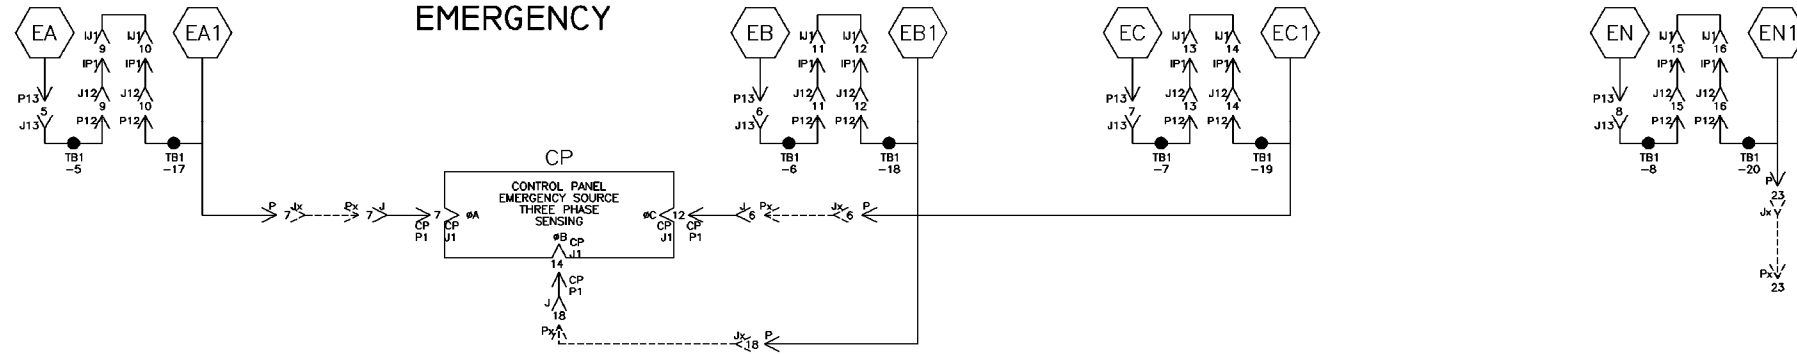 EMERGENCY
EA
IJ1
9
IJ1
10
EA1
IP1
IP1
P13
5
J13
J12
9
P12
J12
10
P12
TB1
-5
TB1
-17
EB
IJ1
11
IJ1
12
EB1
IP1
IP1
P13
6
J13
J12
11
P12
J12
12
P12
TB1
-6
TB1
-18
EC
IJ1
13
IJ1
14
EC1
IP1
IP1
P13
7
J13
J12
13
P12
J12
14
P12
TB1
-7
TB1
-19
EN
IJ1
15
IJ1
16
EN1
IP1
IP1
P13
8
J13
J12
15
P12
J12
16
P12
TB1
-8
TB1
-20
P
23
Jx
Px
23
CP
CONTROL PANEL
EMERGENCY SOURCE
THREE PHASE
SENSING
P
7
Jx
Px
7
J
7
øA
CP
P1
CP
J1
øB
CP
J1
14
CP
P1
J
18
Px
Jx
18
P
øC
12
CP
J1
CP
P1
J
6
Px
Jx
6
P